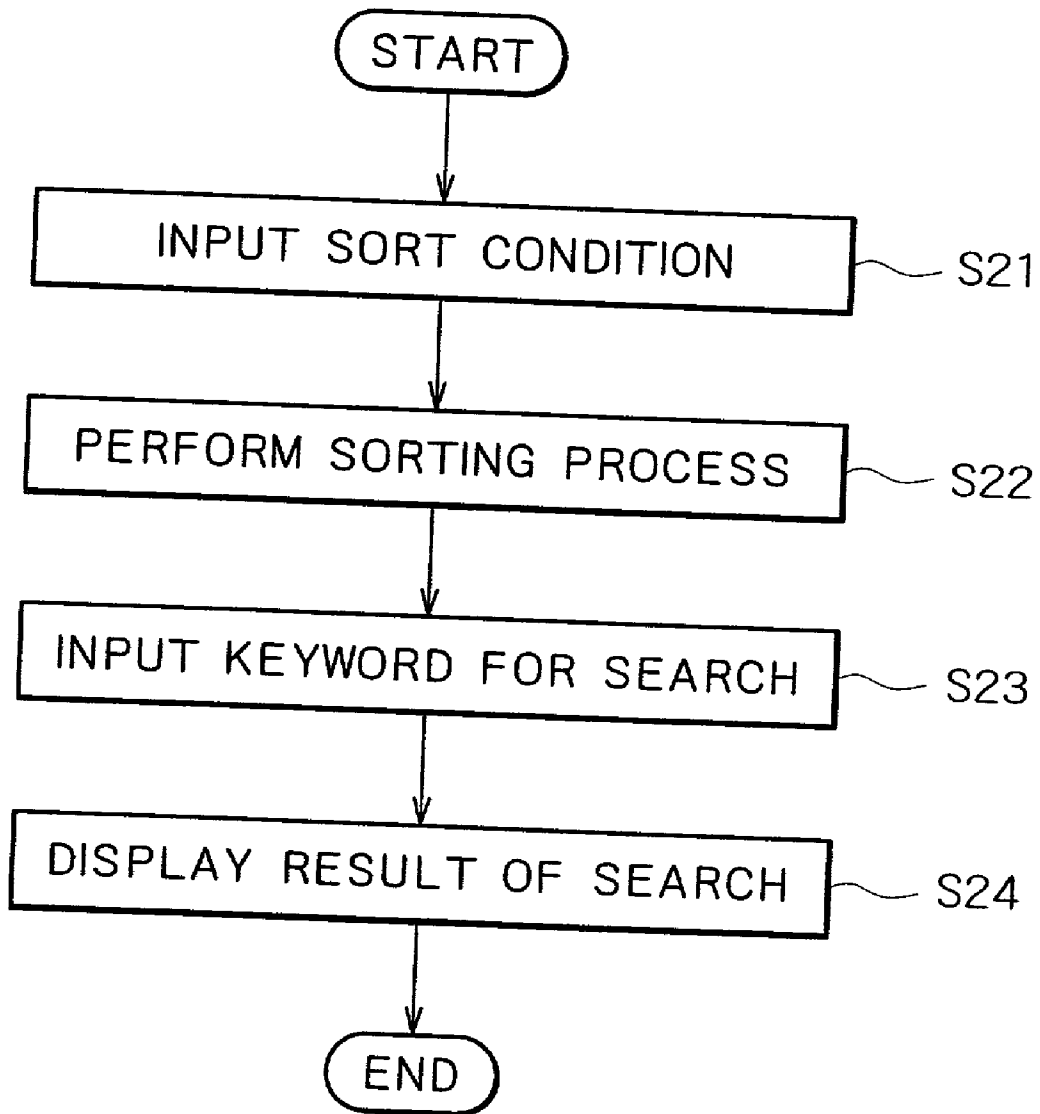 START
INPUT SORT CONDITION
S21
PERFORM SORTING PROCESS
S22
INPUT KEYWORD FOR SEARCH
S23
DISPLAY RESULT OF SEARCH
S24
END